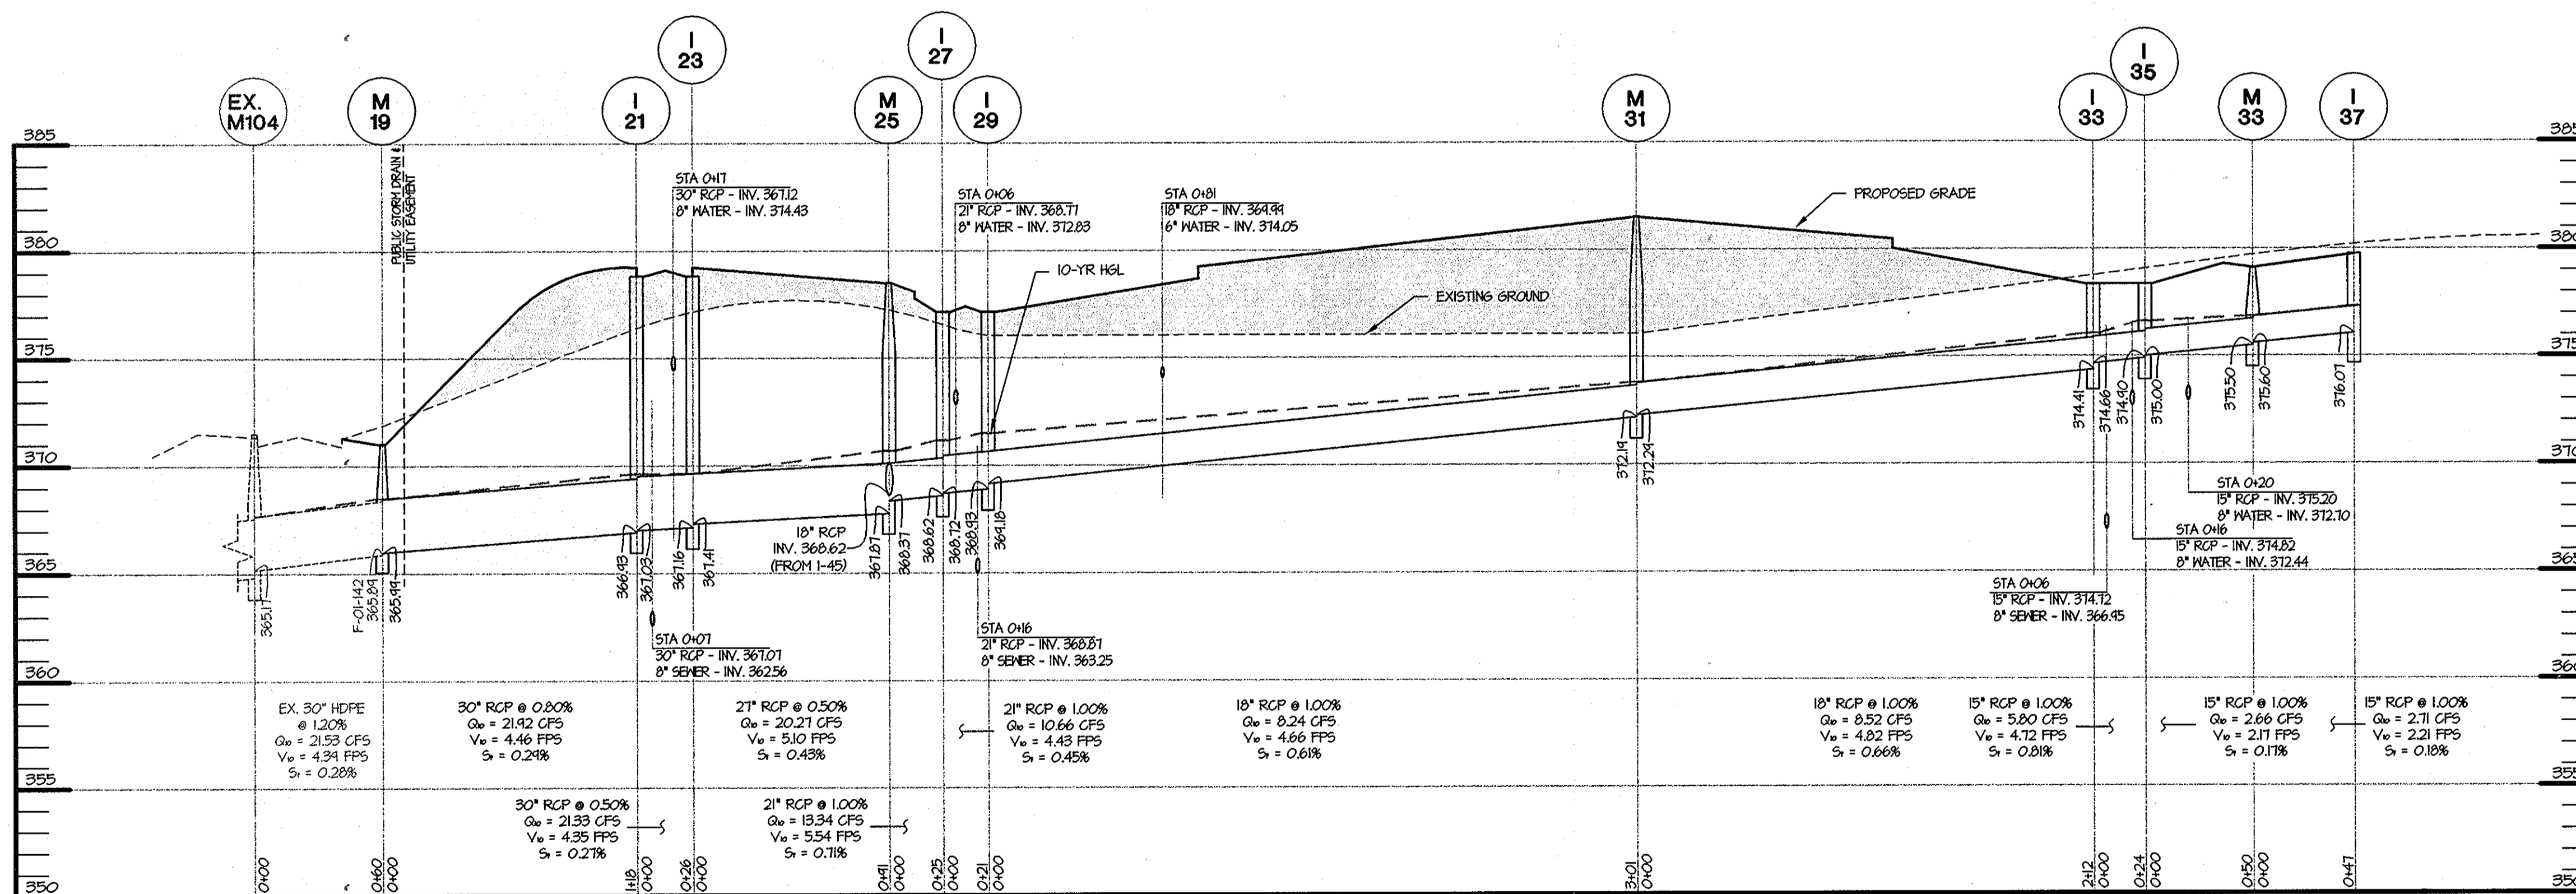 I
23
I
27
I
35
EX.
M104
M
19
I
21
M
25
I
29
M
31
I
33
M
33
I
37
385
385
380
380
375
375
370
370
365
365
360
360
355
355
350
350
PUBLIC STORM DRAIN &
UTILITY EASEMENT
STA 0+17
30" RCP - INV. 367.12
8" WATER - INV. 374.43
STA 0+06
21" RCP - INV. 368.77
8" WATER - INV. 372.83
STA 0+81
18" RCP - INV. 369.99
6" WATER - INV. 374.05
PROPOSED GRADE
10-YR HGL
EXISTING GROUND
365.17
F-01-142
365.89
365.99
366.93
367.03
367.16
367.41
18" RCP
INV. 368.62
(FROM I-45)
367.87
368.37
368.62
368.72
368.93
369.18
372.19
372.29
374.41
374.66
374.90
375.00
375.50
375.60
376.07
STA 0+20
15" RCP - INV. 375.20
8" WATER - INV. 372.70
STA 0+16
15" RCP - INV. 374.82
8" WATER - INV. 372.44
STA 0+06
15" RCP - INV. 374.72
8" SEWER - INV. 366.95
STA 0+07
30" RCP - INV. 367.07
8" SEWER - INV. 362.56
STA 0+16
21" RCP - INV. 368.87
8" SEWER - INV. 363.25
EX. 30" HDPE
@ 1.20%
Q10 = 21.53 CFS
V10 = 4.39 FPS
Sf = 0.28%
30" RCP @ 0.80%
Q10 = 21.92 CFS
V10 = 4.46 FPS
Sf = 0.29%
27" RCP @ 0.50%
Q10 = 20.27 CFS
V10 = 5.10 FPS
Sf = 0.43%
21" RCP @ 1.00%
Q10 = 10.66 CFS
V10 = 4.43 FPS
Sf = 0.45%
18" RCP @ 1.00%
Q10 = 8.24 CFS
V10 = 4.66 FPS
Sf = 0.61%
18" RCP @ 1.00%
Q10 = 8.52 CFS
V10 = 4.82 FPS
Sf = 0.66%
15" RCP @ 1.00%
Q10 = 5.80 CFS
V10 = 4.72 FPS
Sf = 0.81%
15" RCP @ 1.00%
Q10 = 2.66 CFS
V10 = 2.17 FPS
Sf = 0.17%
15" RCP @ 1.00%
Q10 = 2.71 CFS
V10 = 2.21 FPS
Sf = 0.18%
30" RCP @ 0.50%
Q10 = 21.33 CFS
V10 = 4.35 FPS
Sf = 0.27%
21" RCP @ 1.00%
Q10 = 13.34 CFS
V10 = 5.54 FPS
Sf = 0.71%
0+00
0+60
0+00
1+18
0+00
0+26
0+00
0+91
0+00
0+25
0+00
0+21
0+00
3+01
0+00
2+12
0+00
0+24
0+00
0+50
0+00
0+47